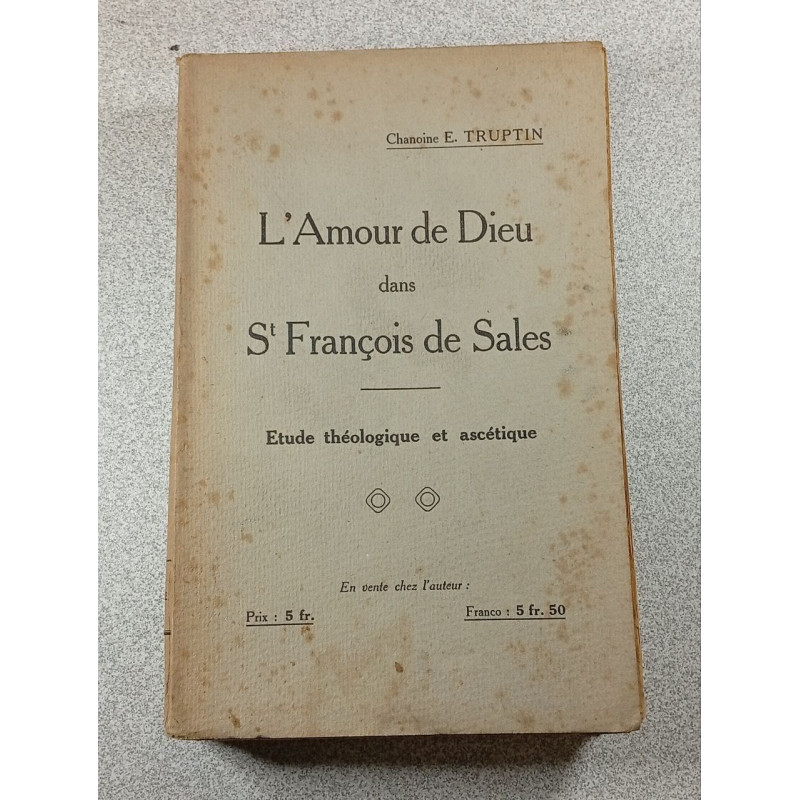 Chanoine E. TRUPTIN
L'Amour de Dieu
dans
St François de Sales
Etude théologique et ascétique
En vente chez l'auteur :
Prix : 5 fr.
Franco : 5 fr. 50